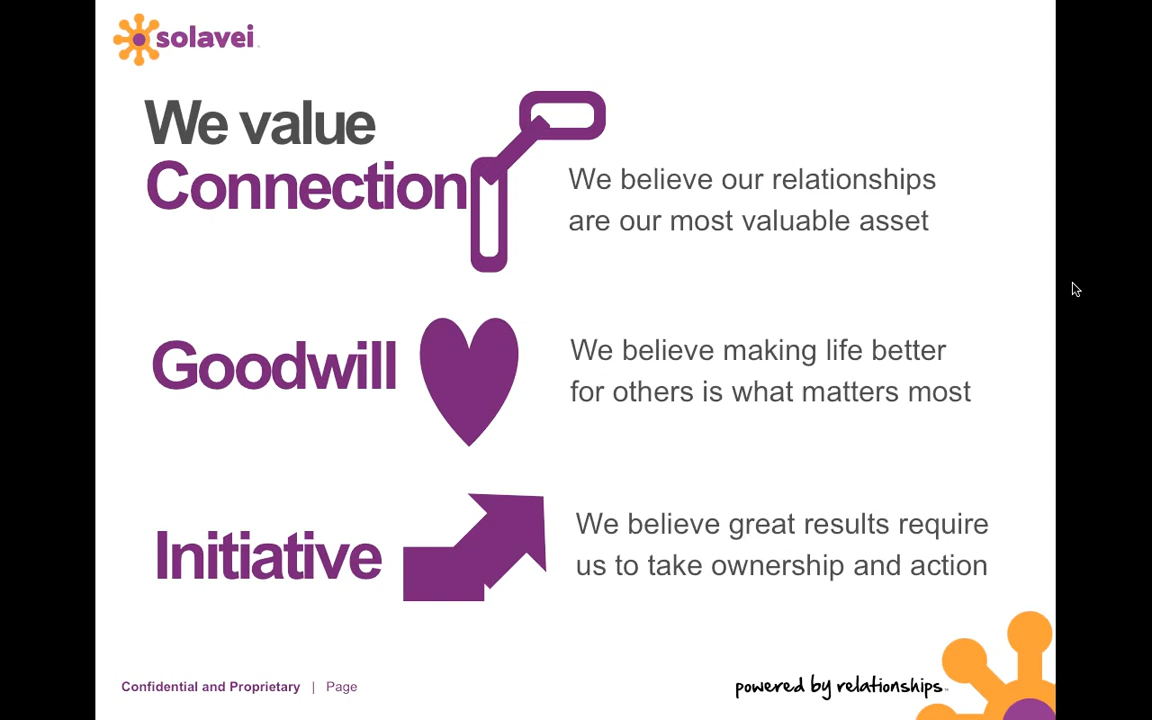 solavei
We value
Connection
We believe our relationships
are our most valuable asset
Goodwill
We believe making life better
for others is what matters most
Initiative
We believe great results require
us to take ownership and action
Confidential and Proprietary | Page
powered by relationships